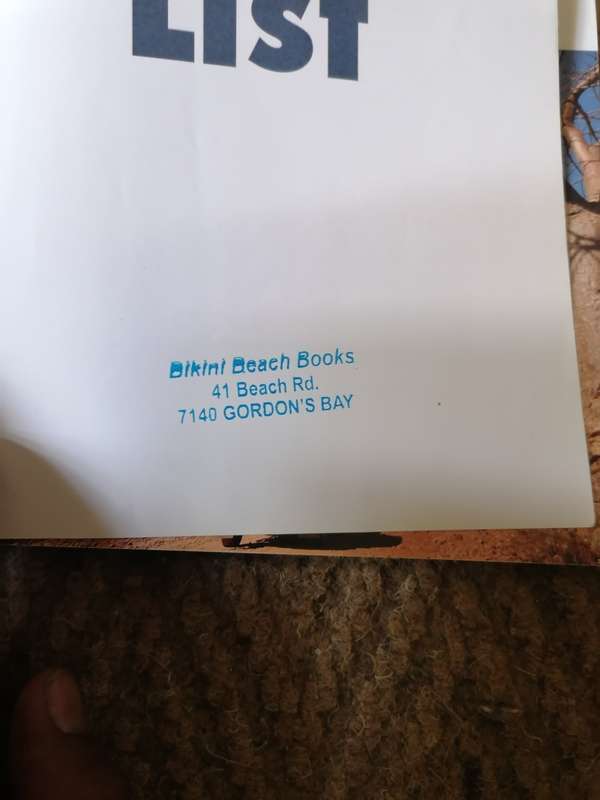 LIST
Bikini Beach Books
41 Beach Rd.
7140 GORDON'S BAY